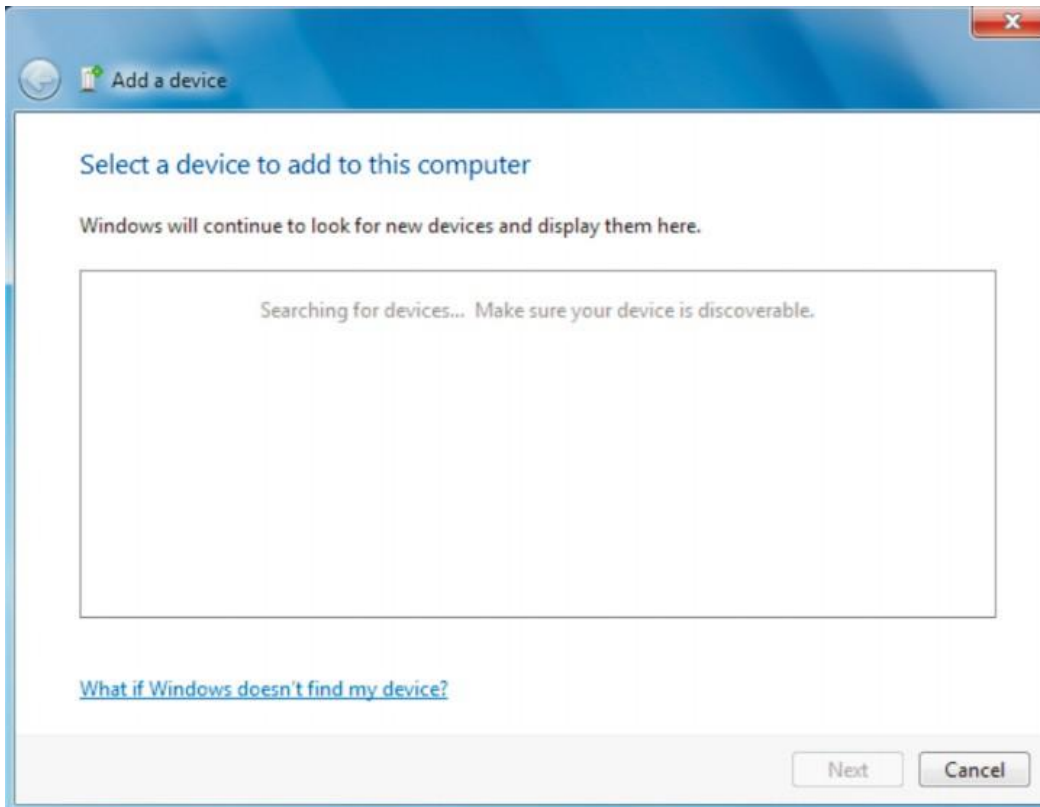 Add a device
Select a device to add to this computer
Windows will continue to look for new devices and display them here.
Searching for devices... Make sure your device is discoverable.
What if Windows doesn't find my device?
Next
Cancel